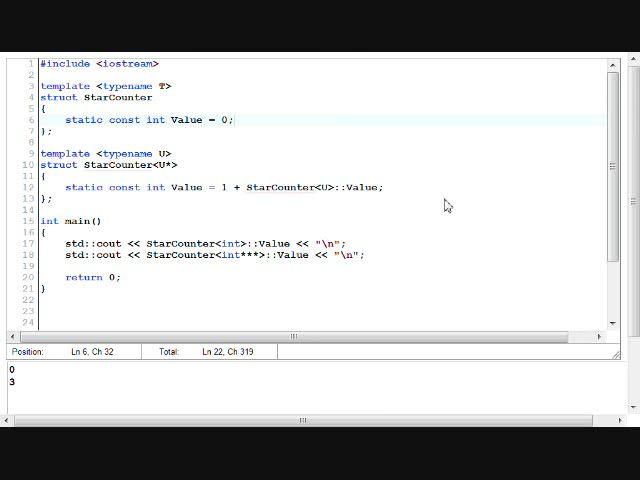 1 #include <iostream>
2
3 template <typename T>
4 struct StarCounter
5 {
6 static const int Value = 0;
7 };
8
9 template <typename U>
10 struct StarCounter<U*>
11 {
12 static const int Value = 1 + StarCounter<U>::Value;
13 };
14
15 int main()
16 {
17 std::cout << StarCounter<int>::Value << "\n";
18 std::cout << StarCounter<int***>::Value << "\n";
19
20 return 0;
21 }
22
23
24
Position: Ln 6, Ch 32 Total: Ln 22, Ch 319
0
3